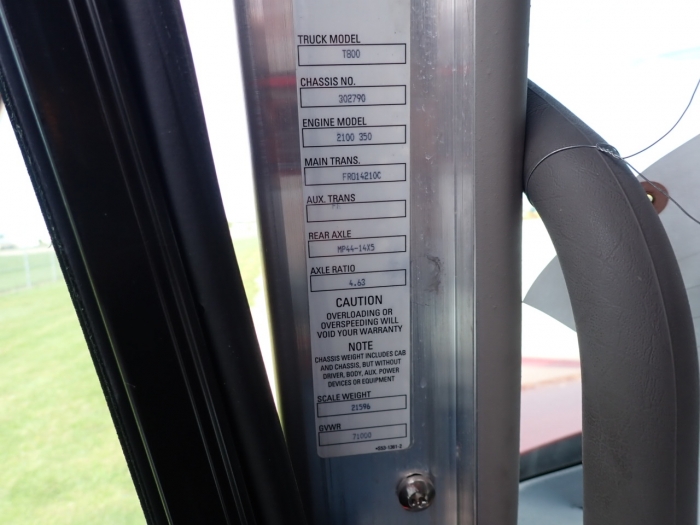 TRUCK MODEL
T800
CHASSIS NO.
302790
ENGINE MODEL
2100 350
MAIN TRANS.
FRO14210C
AUX. TRANS
REAR AXLE
MP44-14X5
AXLE RATIO
4.63
CAUTION
OVERLOADING OR
OVERSPEEDING WILL
VOID YOUR WARRANTY
NOTE
CHASSIS WEIGHT INCLUDES CAB
AND CHASSIS, BUT WITHOUT
DRIVER, BODY, AUX. POWER
DEVICES OR EQUIPMENT
SCALE WEIGHT
21596
GVWR
71000